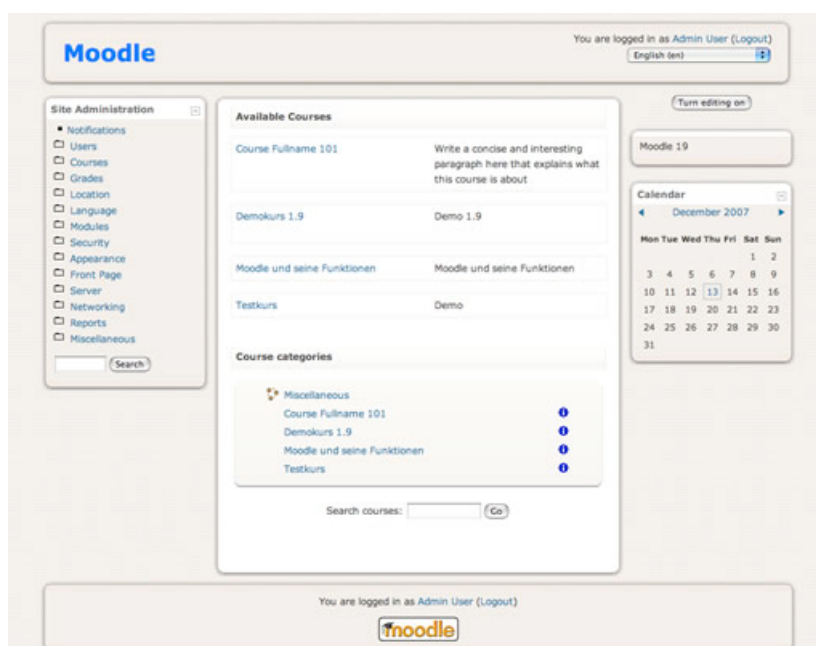 Moodle
You are logged in as Admin User (Logout)
English (en)
Site Administration
Notifications
Users
Courses
Grades
Location
Language
Modules
Security
Appearance
Front Page
Server
Networking
Reports
Miscellaneous
Search
Available Courses
Course Fullname 101
Write a concise and interesting
paragraph here that explains what
this course is about
Demokurs 1.9
Demo 1.9
Moodle und seine Funktionen
Moodle und seine Funktionen
Testkurs
Demo
Course categories
Miscellaneous
Course Fullname 101
Demokurs 1.9
Moodle und seine Funktionen
Testkurs
Search courses:
Go
Turn editing on
Moodle 19
Calendar
December 2007
Mon Tue Wed Thu Fri Sat Sun
1 2
3 4 5 6 7 8 9
10 11 12 13 14 15 16
17 18 19 20 21 22 23
24 25 26 27 28 29 30
31
You are logged in as Admin User (Logout)
moodle